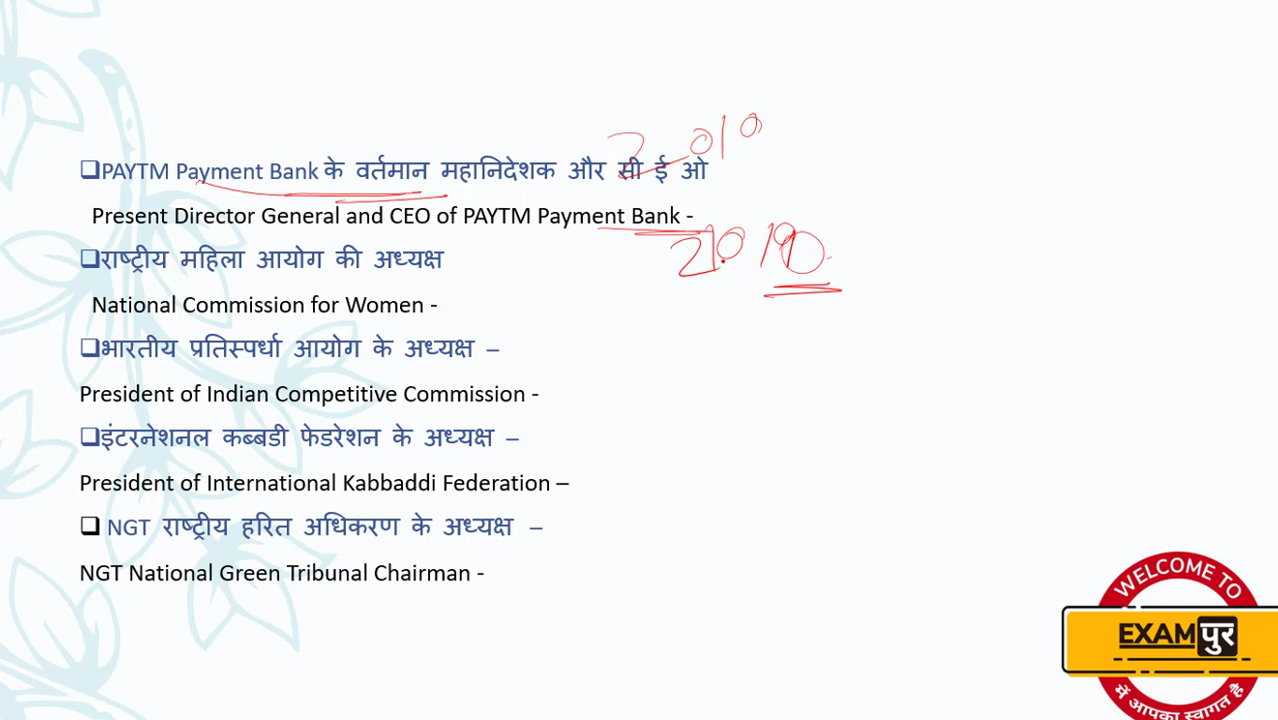 PAYTM Payment Bank के वर्तमान महानिदेशक और सी ई ओ
Present Director General and CEO of PAYTM Payment Bank -
राष्ट्रीय महिला आयोग की अध्यक्ष
National Commission for Women -
भारतीय प्रतिस्पर्धा आयोग के अध्यक्ष –
President of Indian Competitive Commission -
इंटरनेशनल कब्बडी फेडरेशन के अध्यक्ष –
President of International Kabbaddi Federation –
NGT राष्ट्रीय हरित अधिकरण के अध्यक्ष –
NGT National Green Tribunal Chairman -
WELCOME TO
EXAMपुर
में आपका स्वागत है